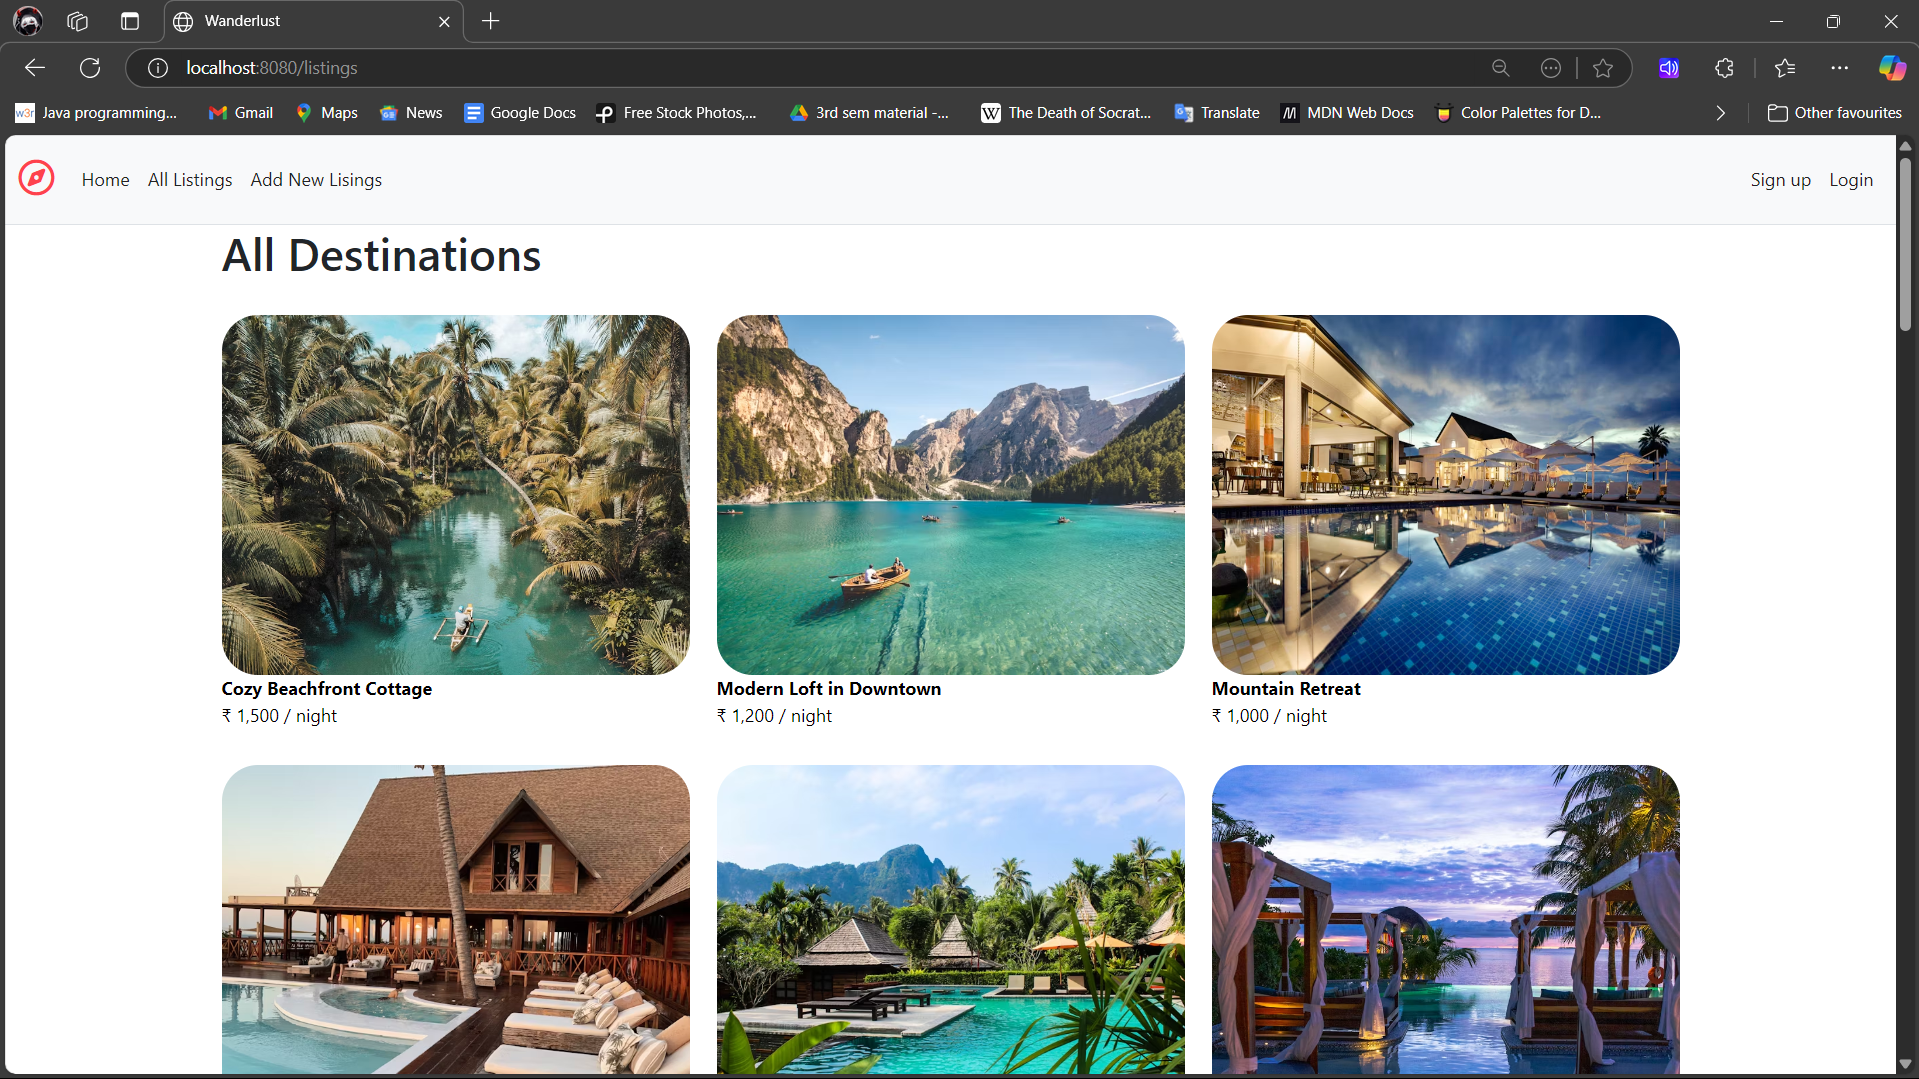 Wanderlust
localhost:8080/listings
w3r Java programming... Gmail Maps News Google Docs Free Stock Photos,... 3rd sem material -... W The Death of Socrat... Translate MDN Web Docs Color Palettes for D... Other favourites
Home All Listings Add New Lisings Sign up Login
All Destinations
Cozy Beachfront Cottage
₹ 1,500 / night
Modern Loft in Downtown
₹ 1,200 / night
Mountain Retreat
₹ 1,000 / night